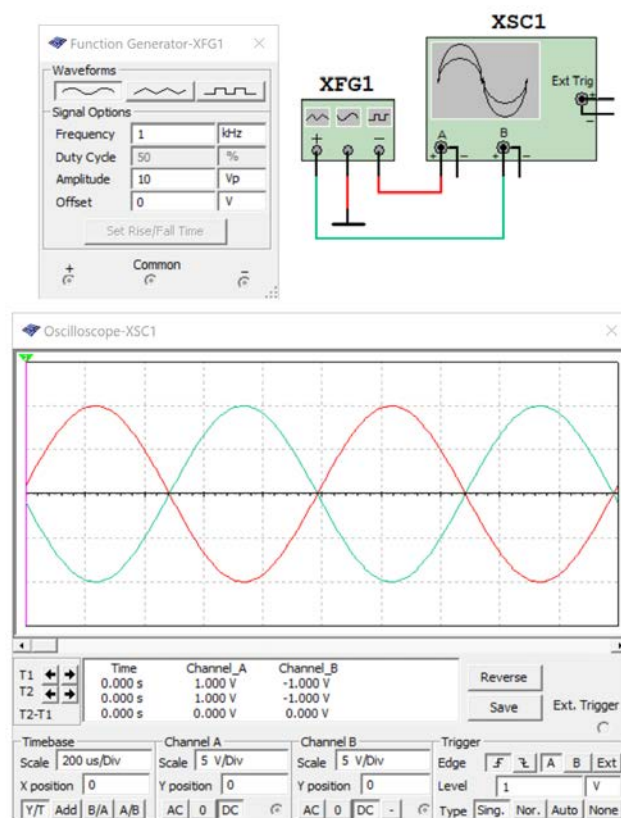 XSC1
Function Generator-XFG1
Waveforms
XFG1
Ext Trig
Signal Options
Frequency 1 kHz
Duty Cycle 50 %
Amplitude 10 Vp
Offset 0 V
Set Rise/Fall Time
+ Common −
+ −
A B
+ − + −
+
−
Oscilloscope-XSC1
Time Channel_A Channel_B
T1 0.000 s 1.000 V -1.000 V
T2 0.000 s 1.000 V -1.000 V
T2-T1 0.000 s 0.000 V 0.000 V
Reverse
Save
Ext. Trigger
Timebase Channel A Channel B Trigger
Scale 200 us/Div Scale 5 V/Div Scale 5 V/Div Edge A B Ext
X position 0 Y position 0 Y position 0 Level 1 V
Y/T Add B/A A/B AC 0 DC AC 0 DC - Type Sing. Nor. Auto None